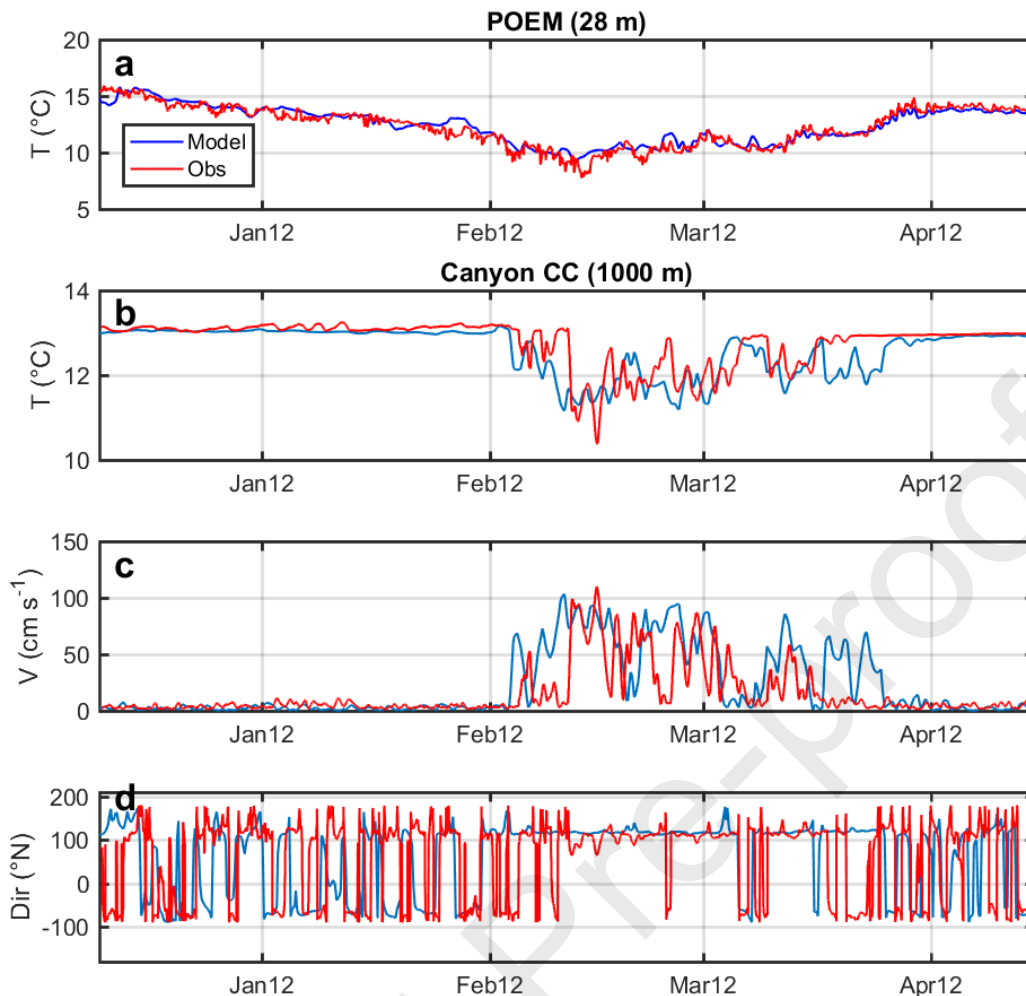 POEM (28 m)
a
20
15
10
5
T (°C)
Model
Obs
Jan12 Feb12 Mar12 Apr12
Canyon CC (1000 m)
b
14
12
10
T (°C)
Jan12 Feb12 Mar12 Apr12
c
150
100
50
0
V (cm s⁻¹)
Jan12 Feb12 Mar12 Apr12
d
200
100
0
-100
Dir (°N)
Jan12 Feb12 Mar12 Apr12
Pre-proof